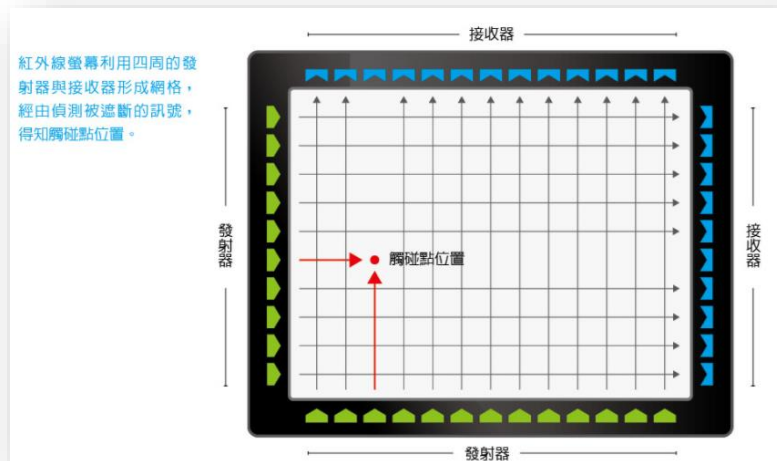 接收器
紅外線螢幕利用四周的發
射器與接收器形成網格，
經由偵測被遮斷的訊號，
得知觸碰點位置。
發射器
觸碰點位置
接收器
發射器